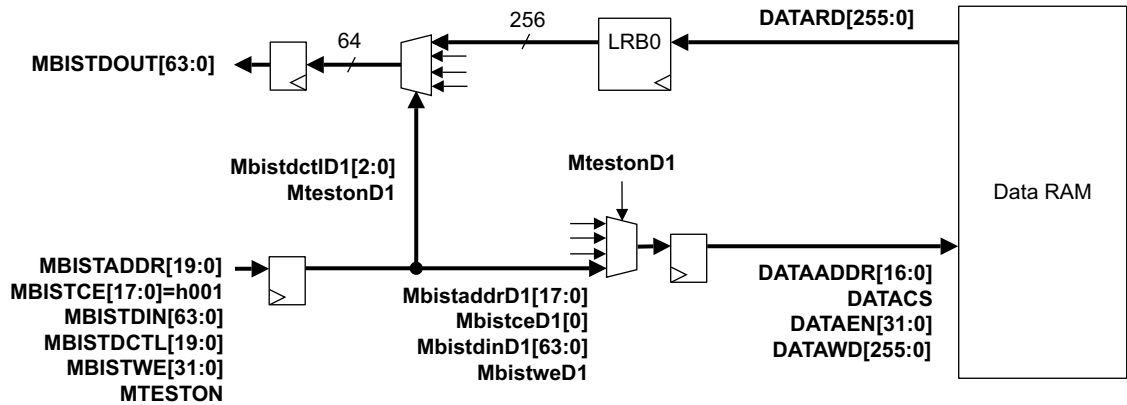 256
DATARD[255:0]
64
LRB0
MBISTDOUT[63:0]
MbistdctlD1[2:0]
MtestonD1
MtestonD1
Data RAM
MBISTADDR[19:0]
MBISTCE[17:0]=h001
MBISTDIN[63:0]
MBISTDCTL[19:0]
MBISTWE[31:0]
MTESTON
MbistaddrD1[17:0]
MbistceD1[0]
MbistdinD1[63:0]
MbistweD1
DATAADDR[16:0]
DATACS
DATAEN[31:0]
DATAWD[255:0]